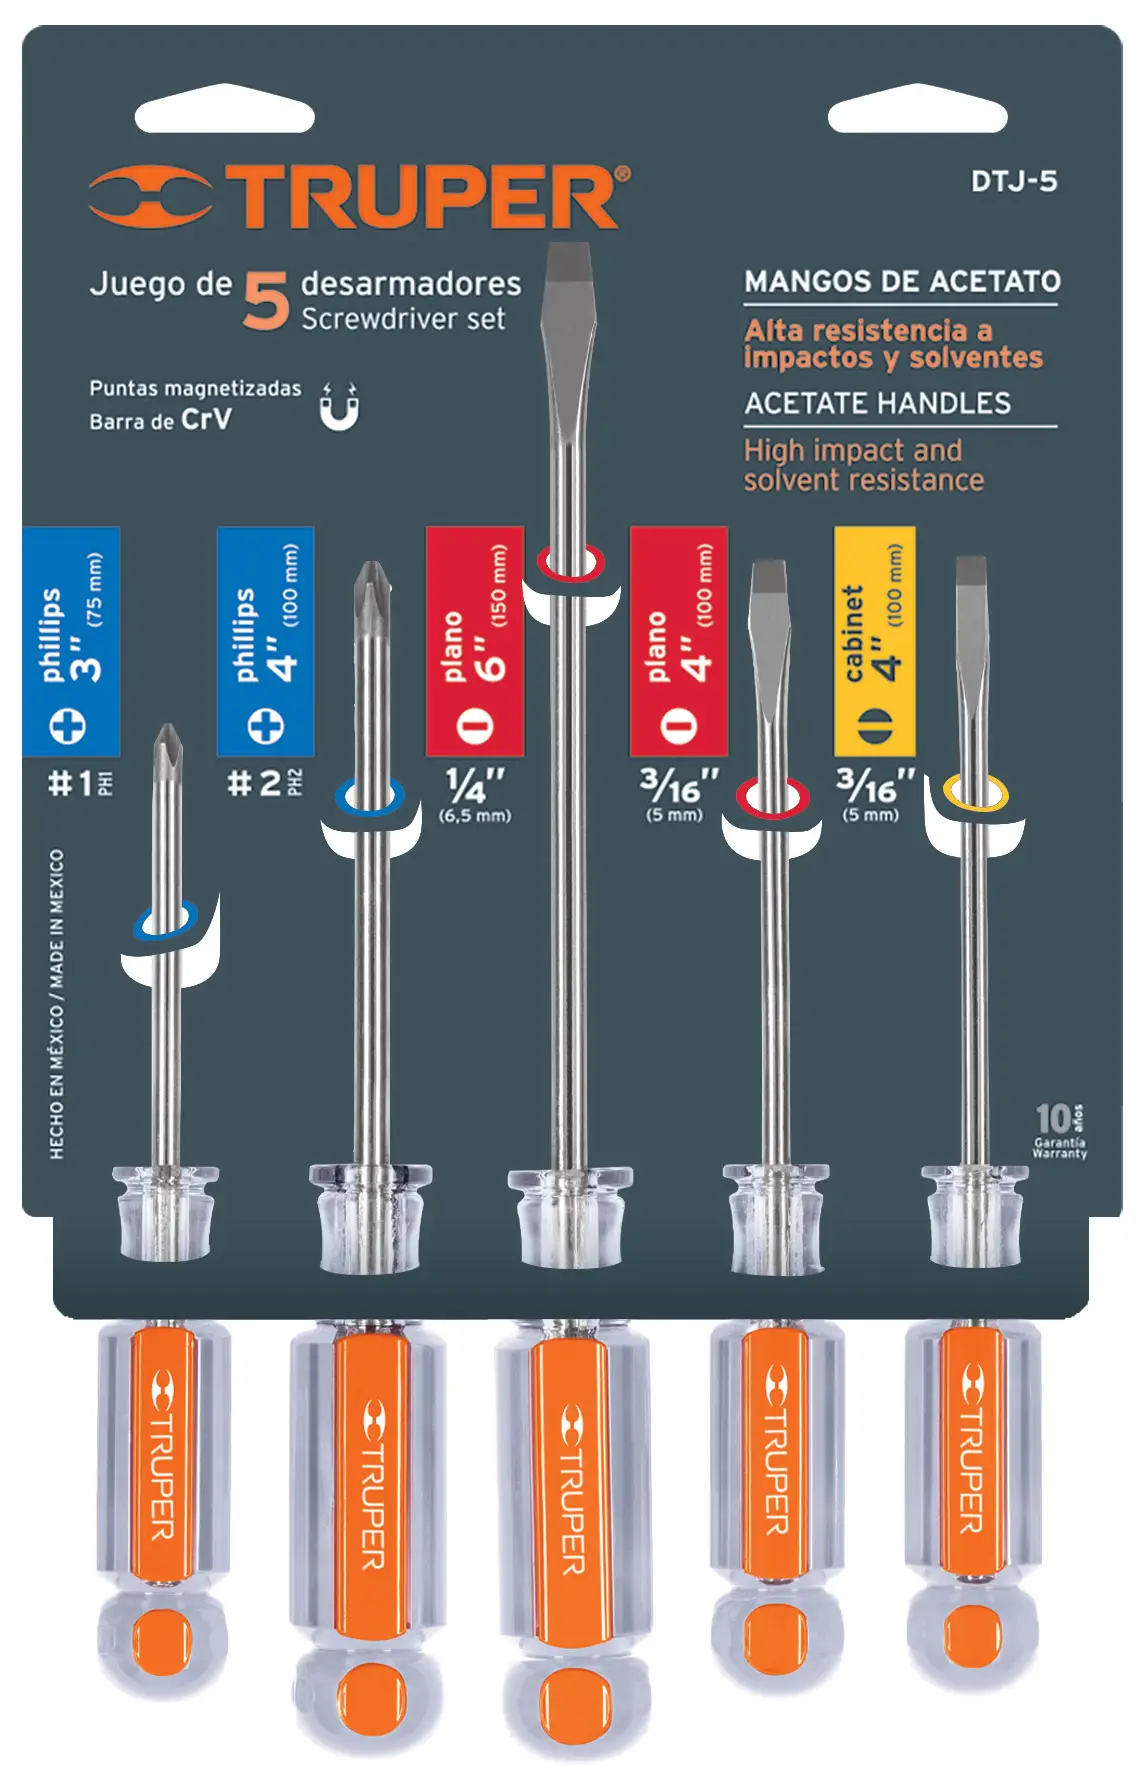 TRUPER®
DTJ-5
Juego de 5 desarmadores
Screwdriver set
Puntas magnetizadas
Barra de CrV
MANGOS DE ACETATO
Alta resistencia a
impactos y solventes
ACETATE HANDLES
High impact and
solvent resistance
phillips
3" (75 mm)
#1 PH1
phillips
4" (100 mm)
#2 PH2
plano
6" (150 mm)
1/4"
(6,5 mm)
plano
4" (100 mm)
3/16"
(5 mm)
cabinet
4" (100 mm)
3/16"
(5 mm)
HECHO EN MÉXICO / MADE IN MEXICO
10 años
Garantía
Warranty
TRUPER
TRUPER
TRUPER
TRUPER
TRUPER